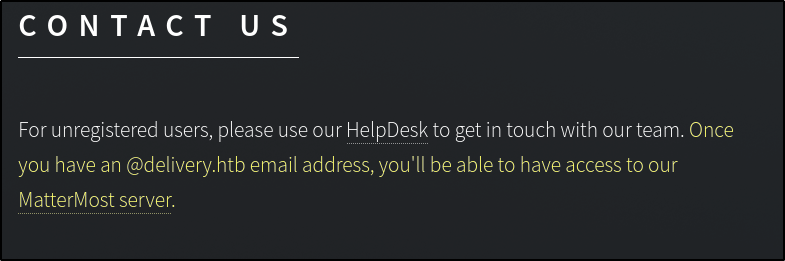 CONTACT US
For unregistered users, please use our HelpDesk to get in touch with our team. Once
you have an @delivery.htb email address, you'll be able to have access to our
MatterMost server.